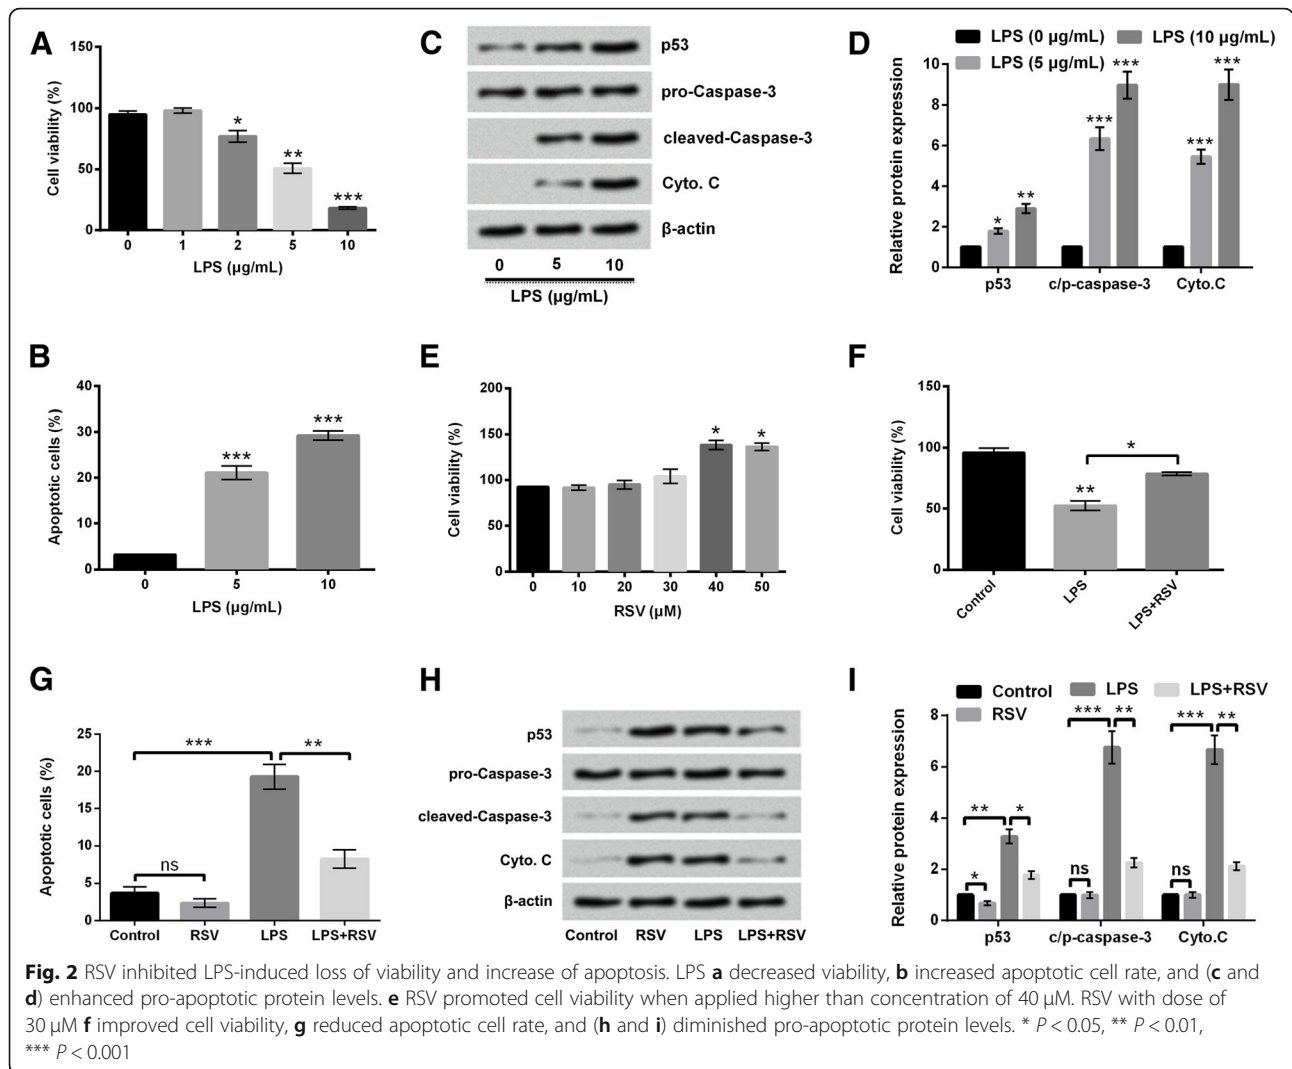 A
150
100
50
0
Cell viability (%)
*
**
***
0 1 2 5 10
LPS (µg/mL)
C
p53
pro-Caspase-3
cleaved-Caspase-3
Cyto. C
β-actin
0 5 10
LPS (µg/mL)
D
LPS (0 µg/mL) LPS (10 µg/mL)
LPS (5 µg/mL)
10
8
6
4
2
0
Relative protein expression
* **
*** ***
*** ***
p53 c/p-caspase-3 Cyto.C
B
40
30
20
10
0
Apoptotic cells (%)
***
***
0 5 10
LPS (µg/mL)
E
200
150
100
50
0
Cell viability (%)
* *
0 10 20 30 40 50
RSV (µM)
F
150
100
50
0
Cell viability (%)
**
*
Control LPS LPS+RSV
G
25
20
15
10
5
0
Apoptotic cells (%)
*** **
ns
Control RSV LPS LPS+RSV
H
p53
pro-Caspase-3
cleaved-Caspase-3
Cyto. C
β-actin
Control RSV LPS LPS+RSV
I
Control LPS LPS+RSV
RSV
8
6
4
2
0
Relative protein expression
* ** *
ns *** **
ns *** **
p53 c/p-caspase-3 Cyto.C
Fig. 2 RSV inhibited LPS-induced loss of viability and increase of apoptosis. LPS a decreased viability, b increased apoptotic cell rate, and (c and
d) enhanced pro-apoptotic protein levels. e RSV promoted cell viability when applied higher than concentration of 40 µM. RSV with dose of
30 µM f improved cell viability, g reduced apoptotic cell rate, and (h and i) diminished pro-apoptotic protein levels. * P < 0.05, ** P < 0.01,
*** P < 0.001